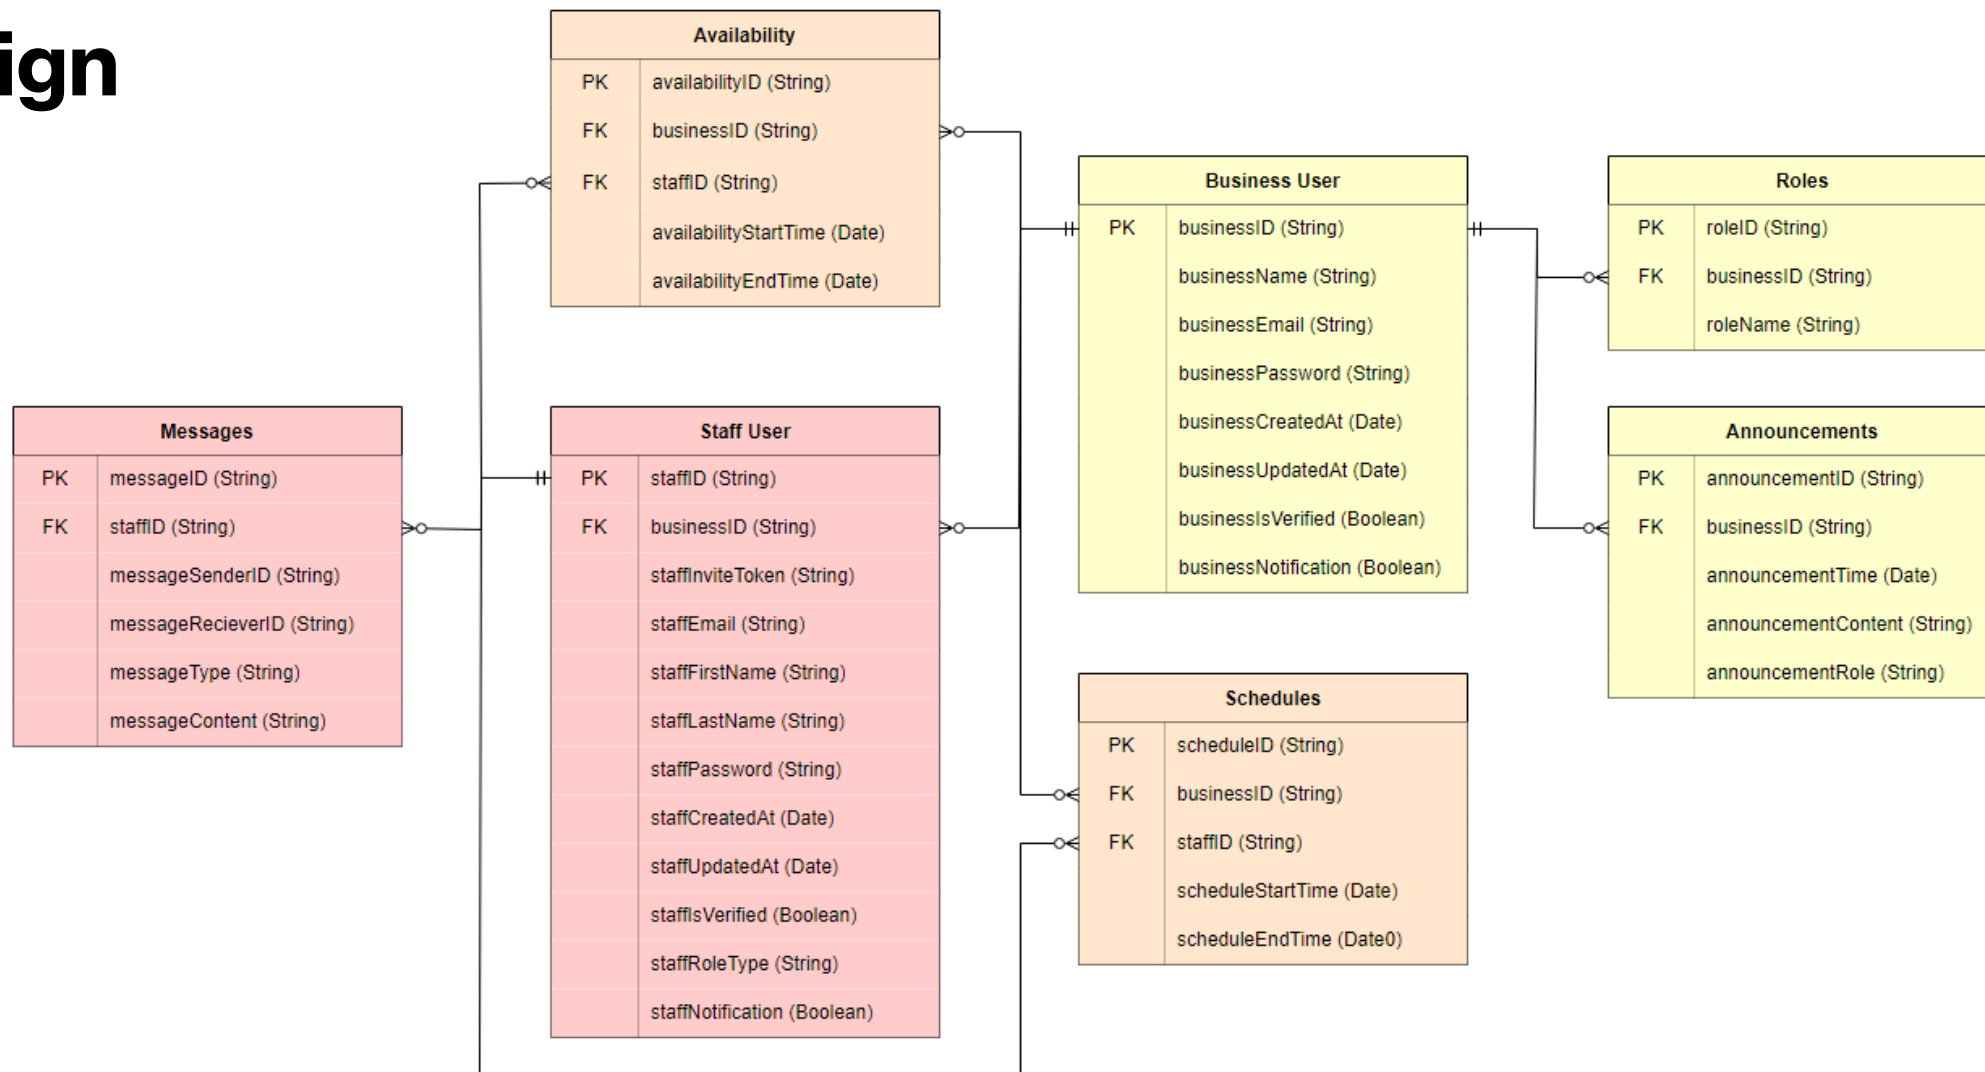 ign
Availability
PK availabilityID (String)
FK businessID (String)
FK staffID (String)
availabilityStartTime (Date)
availabilityEndTime (Date)
Business User
PK businessID (String)
businessName (String)
businessEmail (String)
businessPassword (String)
businessCreatedAt (Date)
businessUpdatedAt (Date)
businessIsVerified (Boolean)
businessNotification (Boolean)
Roles
PK roleID (String)
FK businessID (String)
roleName (String)
Messages
PK messageID (String)
FK staffID (String)
messageSenderID (String)
messageRecieverID (String)
messageType (String)
messageContent (String)
Staff User
PK staffID (String)
FK businessID (String)
staffInviteToken (String)
staffEmail (String)
staffFirstName (String)
staffLastName (String)
staffPassword (String)
staffCreatedAt (Date)
staffUpdatedAt (Date)
staffIsVerified (Boolean)
staffRoleType (String)
staffNotification (Boolean)
Announcements
PK announcementID (String)
FK businessID (String)
announcementTime (Date)
announcementContent (String)
announcementRole (String)
Schedules
PK scheduleID (String)
FK businessID (String)
FK staffID (String)
scheduleStartTime (Date)
scheduleEndTime (Date0)